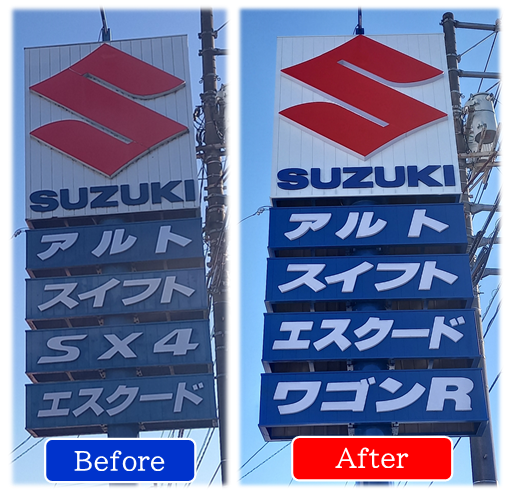 SUZUKI
アルト
スイフト
SX4
エスクード
Before
SUZUKI
アルト
スイフト
エスクード
ワゴンR
After